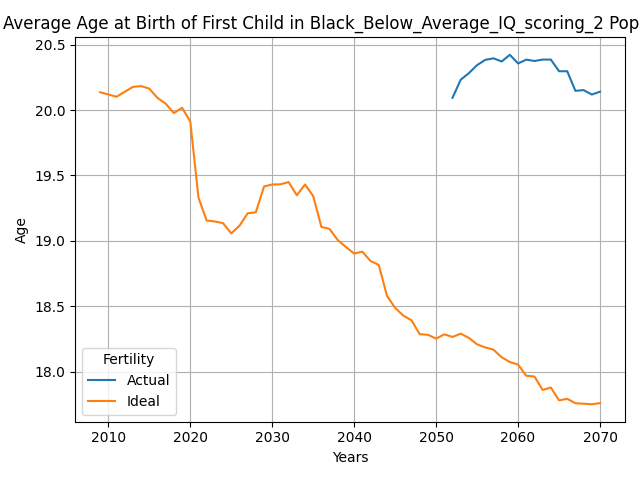 Average Age at Birth of First Child in Black_Below_Average_IQ_scoring_2 Pop
20.5
20.0
19.5
19.0
18.5
18.0
Age
Fertility
Actual
Ideal
2010 2020 2030 2040 2050 2060 2070
Years